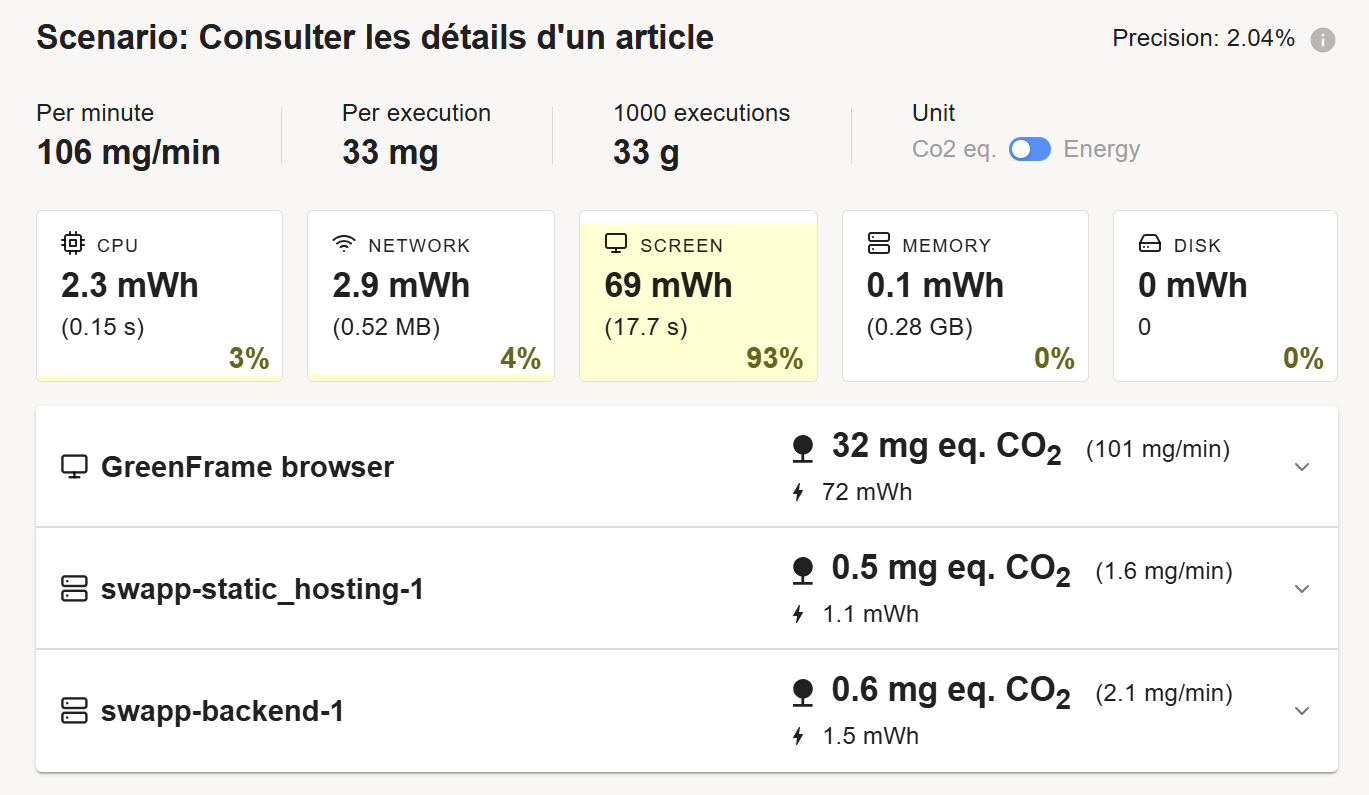 Scenario: Consulter les détails d'un article
Precision: 2.04%
Per minute
106 mg/min
Per execution
33 mg
1000 executions
33 g
Unit
Co2 eq. Energy
CPU
2.3 mWh
(0.15 s)
3%
NETWORK
2.9 mWh
(0.52 MB)
4%
SCREEN
69 mWh
(17.7 s)
93%
MEMORY
0.1 mWh
(0.28 GB)
0%
DISK
0 mWh
0
0%
GreenFrame browser
32 mg eq. CO2 (101 mg/min)
72 mWh
swapp-static_hosting-1
0.5 mg eq. CO2 (1.6 mg/min)
1.1 mWh
swapp-backend-1
0.6 mg eq. CO2 (2.1 mg/min)
1.5 mWh